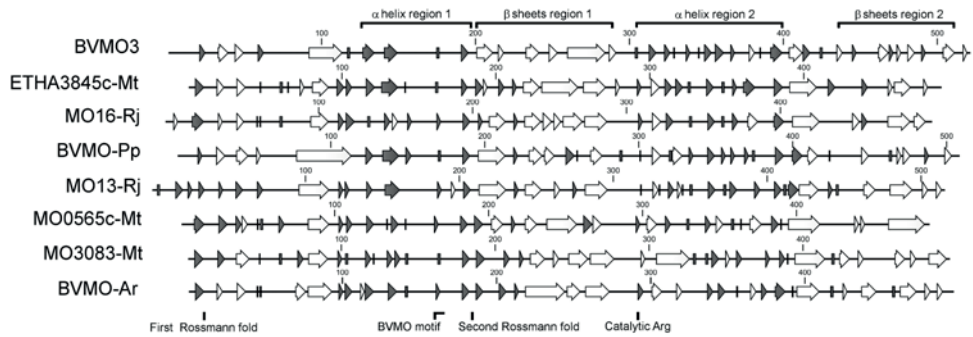 α helix region 1 β sheets region 1 α helix region 2 β sheets region 2
100 200 300 400 500
BVMO3
100 200 300 400
ETHA3845c-Mt
100 200 300 400
MO16-Rj
100 200 300 400 500
BVMO-Pp
100 200 300 400 500
MO13-Rj
100 200 300 400
MO0565c-Mt
100 200 300 400
MO3083-Mt
100 200 300 400
BVMO-Ar
First Rossmann fold BVMO motif Second Rossmann fold Catalytic Arg